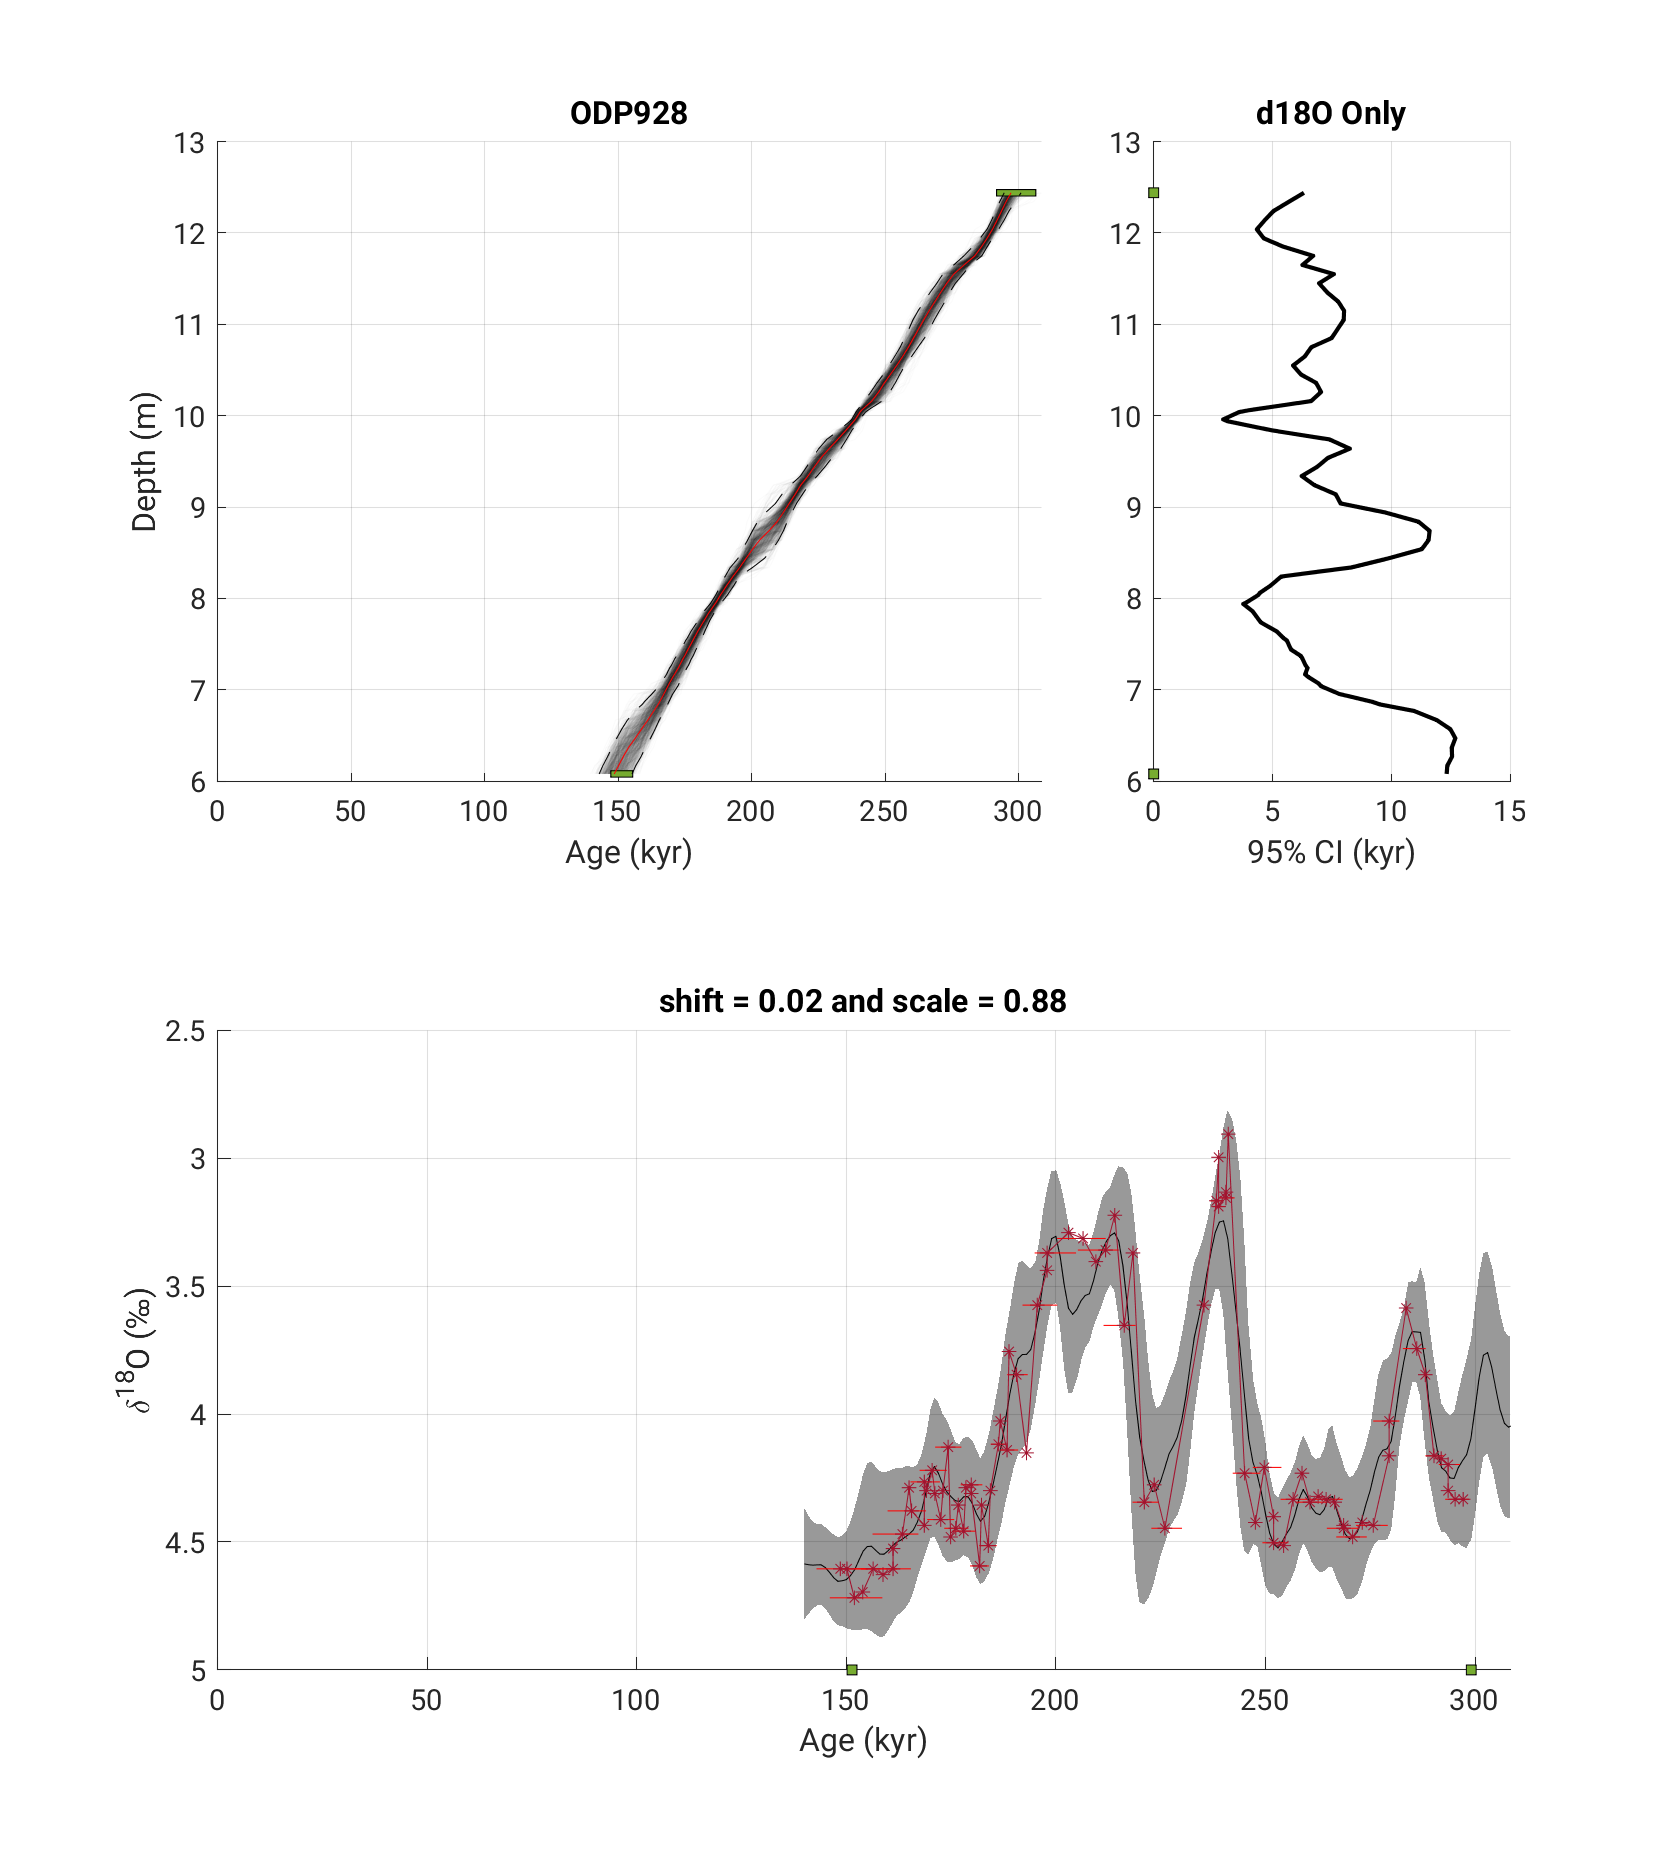 ODP928
13
12
11
10
9
8
7
6
Depth (m)
0 50 100 150 200 250 300
Age (kyr)
d18O Only
13
12
11
10
9
8
7
6
0 5 10 15
95% CI (kyr)
shift = 0.02 and scale = 0.88
2.5
3
3.5
4
4.5
5
δ18O (‰)
0 50 100 150 200 250 300
Age (kyr)